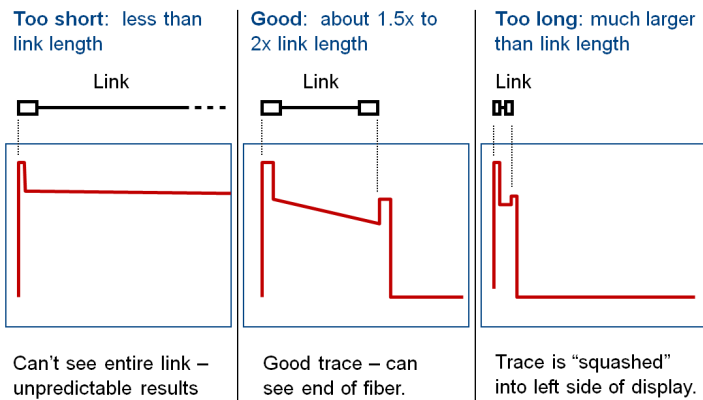 Too short: less than
link length
Link
Can't see entire link –
unpredictable results
Good: about 1.5x to
2x link length
Link
Good trace – can
see end of fiber.
Too long: much larger
than link length
Link
Trace is “squashed”
into left side of display.